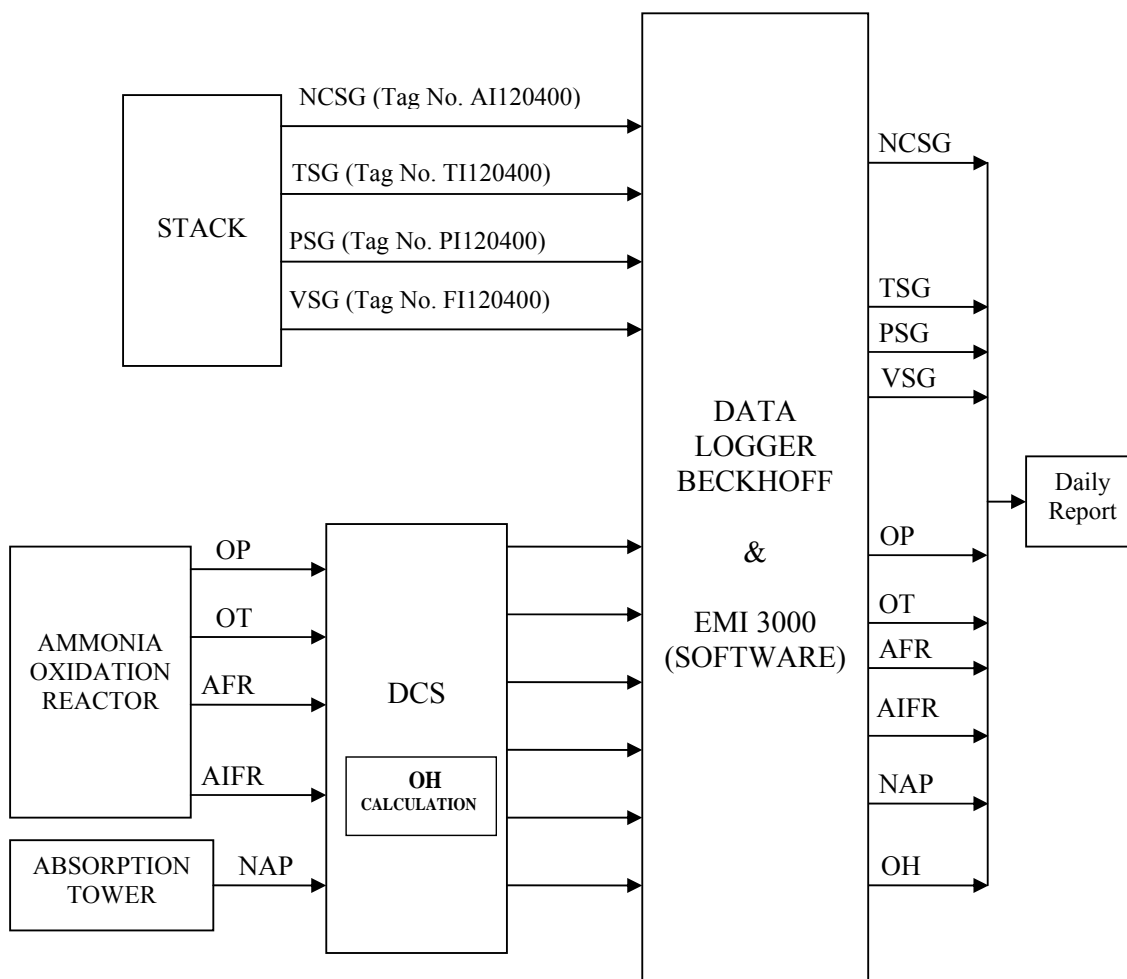 NCSG (Tag No. AI120400)
TSG (Tag No. TI120400)
PSG (Tag No. PI120400)
VSG (Tag No. FI120400)
STACK
AMMONIA
OXIDATION
REACTOR
OP
OT
AFR
AIFR
ABSORPTION
TOWER
NAP
DCS
OH
CALCULATION
DATA
LOGGER
BECKHOFF
&
EMI 3000
(SOFTWARE)
NCSG
TSG
PSG
VSG
OP
OT
AFR
AIFR
NAP
OH
Daily
Report